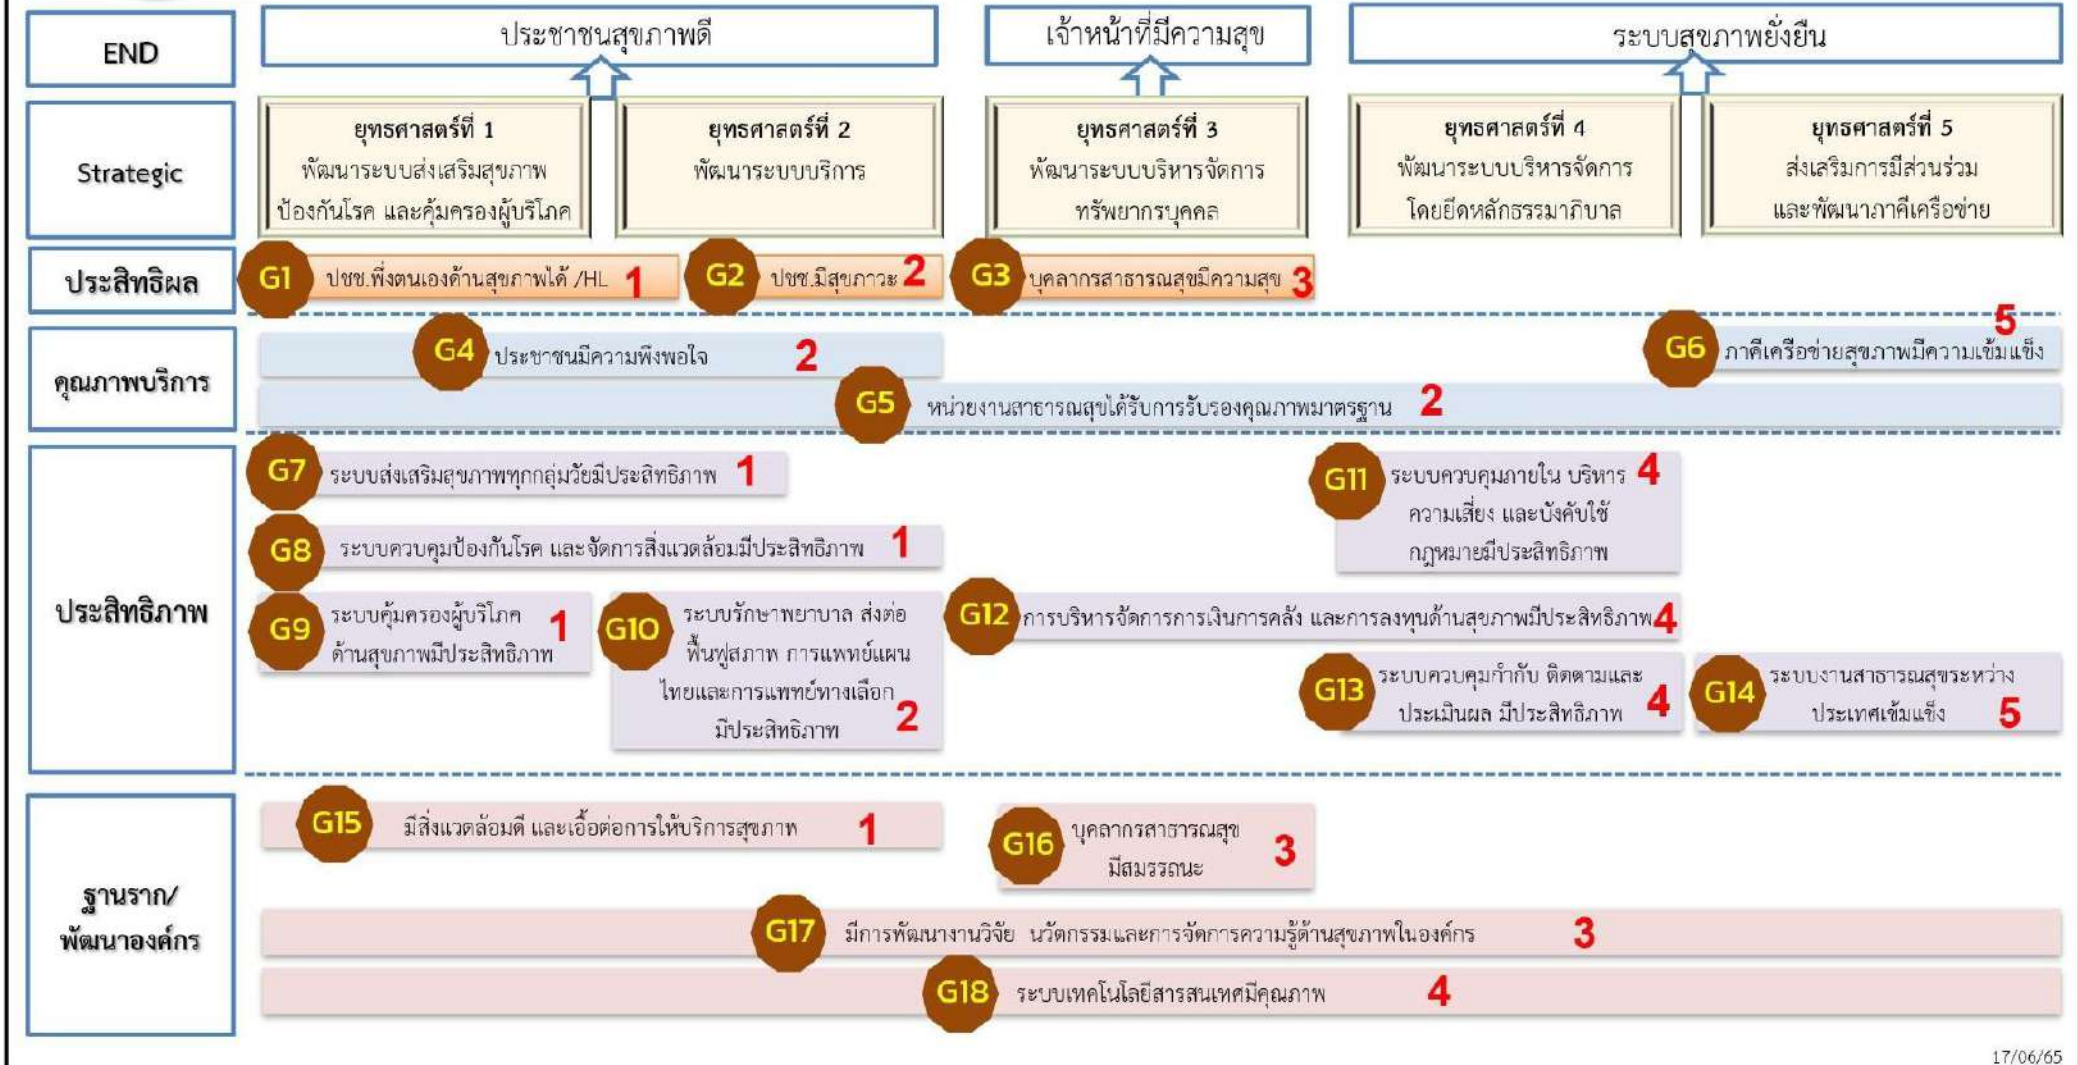 END
ประชาชนสุขภาพดี
เจ้าหน้าที่มีความสุข
ระบบสุขภาพยั่งยืน
Strategic
ยุทธศาสตร์ที่ 1
พัฒนาระบบส่งเสริมสุขภาพ
ป้องกันโรค และคุ้มครองผู้บริโภค
ยุทธศาสตร์ที่ 2
พัฒนาระบบบริการ
ยุทธศาสตร์ที่ 3
พัฒนาระบบบริหารจัดการ
ทรัพยากรบุคคล
ยุทธศาสตร์ที่ 4
พัฒนาระบบบริหารจัดการ
โดยยึดหลักธรรมาภิบาล
ยุทธศาสตร์ที่ 5
ส่งเสริมการมีส่วนร่วม
และพัฒนาภาคีเครือข่าย
ประสิทธิผล
G1 ปชช.พึ่งตนเองด้านสุขภาพได้ /HL 1
G2 ปชช.มีสุขภาวะ 2
G3 บุคลากรสาธารณสุขมีความสุข 3
คุณภาพบริการ
G4 ประชาชนมีความพึงพอใจ 2
G6 ภาคีเครือข่ายสุขภาพมีความเข้มแข็ง 5
G5 หน่วยงานสาธารณสุขได้รับการรับรองคุณภาพมาตรฐาน 2
ประสิทธิภาพ
G7 ระบบส่งเสริมสุขภาพทุกกลุ่มวัยมีประสิทธิภาพ 1
G11 ระบบควบคุมภายใน บริหาร 4
ความเสี่ยง และบังคับใช้
กฎหมายมีประสิทธิภาพ
G8 ระบบควบคุมป้องกันโรค และจัดการสิ่งแวดล้อมมีประสิทธิภาพ 1
G9 ระบบคุ้มครองผู้บริโภค 1
ด้านสุขภาพมีประสิทธิภาพ
G10 ระบบรักษาพยาบาล ส่งต่อ
ฟื้นฟูสภาพ การแพทย์แผน
ไทยและการแพทย์ทางเลือก
มีประสิทธิภาพ 2
G12 การบริหารจัดการการเงินการคลัง และการลงทุนด้านสุขภาพมีประสิทธิภาพ 4
G13 ระบบควบคุมกำกับ ติดตามและ
ประเมินผล มีประสิทธิภาพ 4
G14 ระบบงานสาธารณสุขระหว่าง
ประเทศเข้มแข็ง 5
ฐานราก/
พัฒนาองค์กร
G15 มีสิ่งแวดล้อมดี และเอื้อต่อการให้บริการสุขภาพ 1
G16 บุคลากรสาธารณสุข
มีสมรรถนะ 3
G17 มีการพัฒนางานวิจัย นวัตกรรมและการจัดการความรู้ด้านสุขภาพในองค์กร 3
G18 ระบบเทคโนโลยีสารสนเทศมีคุณภาพ 4
17/06/65